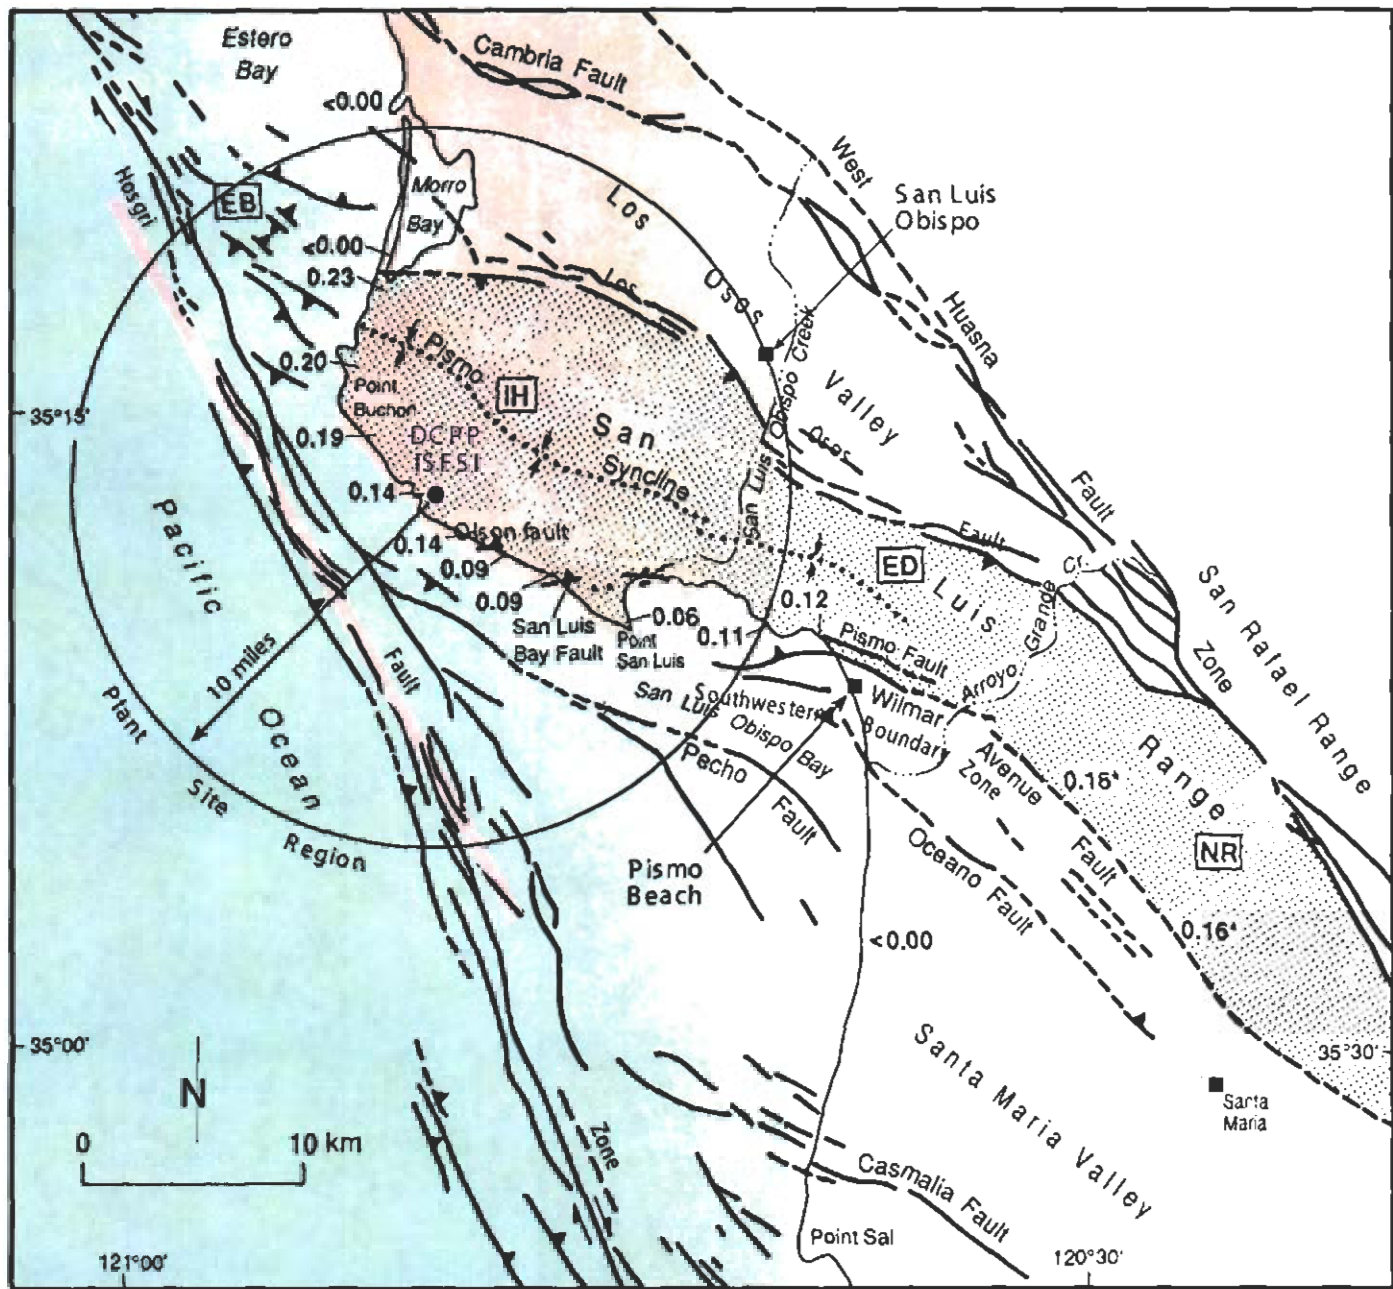 Estero
Bay
Cambria Fault
<0.00
West
Huasna
Fault
Zone
San Luis
Obispo
Hosgri
EB
Morro
Bay
Los
Osos
Valley
<0.00
0.23
Los
Osos
Fault
San Luis Obispo Creek
0.20
Pismo
Syncline
IH
Point
Buchon
35°15'
0.19
DCPP
ISFSI
San
Luis
Range
0.14
Olson fault
0.14
0.09
0.09
ED
San Luis
Bay Fault
Point
San Luis
0.06
0.11
0.12
Pismo Fault
Arroyo Grande Cr
San Rafael Range
Pacific
Ocean
10 miles
Fault
Plant
Site
Region
San Luis Obispo Bay
Southwestern
Boundary
Zone
Wilmar
Avenue
Fault
Pecho
Fault
0.16⁴
NR
Pismo
Beach
Oceano Fault
0.16⁴
<0.00
35°00'
35°30'
N
0 10 km
Santa Maria Valley
Santa
Maria
Zone
Casmalia Fault
Point Sal
121°00'
120°30'